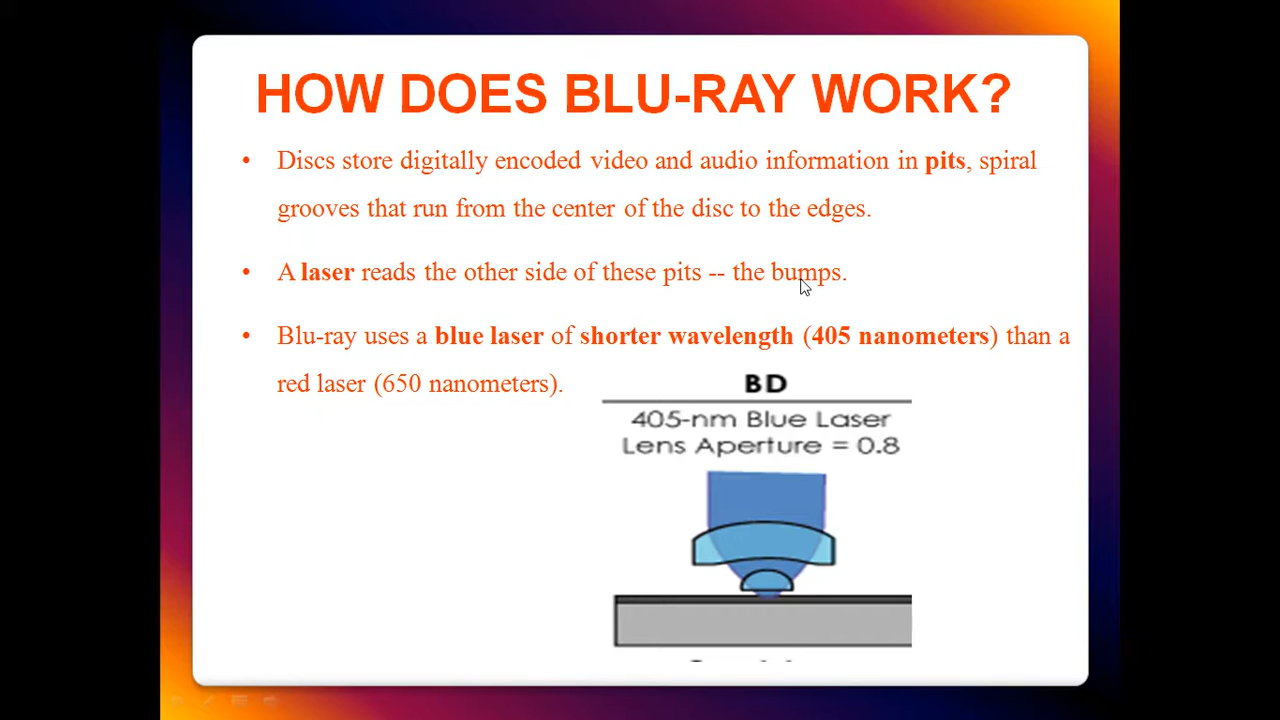 HOW DOES BLU-RAY WORK?
• Discs store digitally encoded video and audio information in pits, spiral
grooves that run from the center of the disc to the edges.
• A laser reads the other side of these pits -- the bumps.
• Blu-ray uses a blue laser of shorter wavelength (405 nanometers) than a
red laser (650 nanometers).
BD
405-nm Blue Laser
Lens Aperture = 0.8